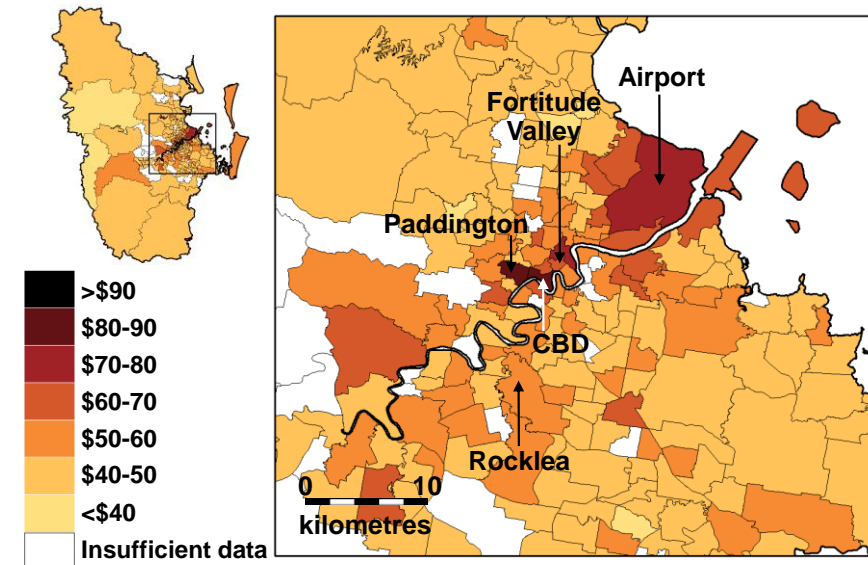 Airport
Fortitude
Valley
Paddington
CBD
Rocklea
0 10
kilometres
>$90
$80-90
$70-80
$60-70
$50-60
$40-50
<$40
Insufficient data